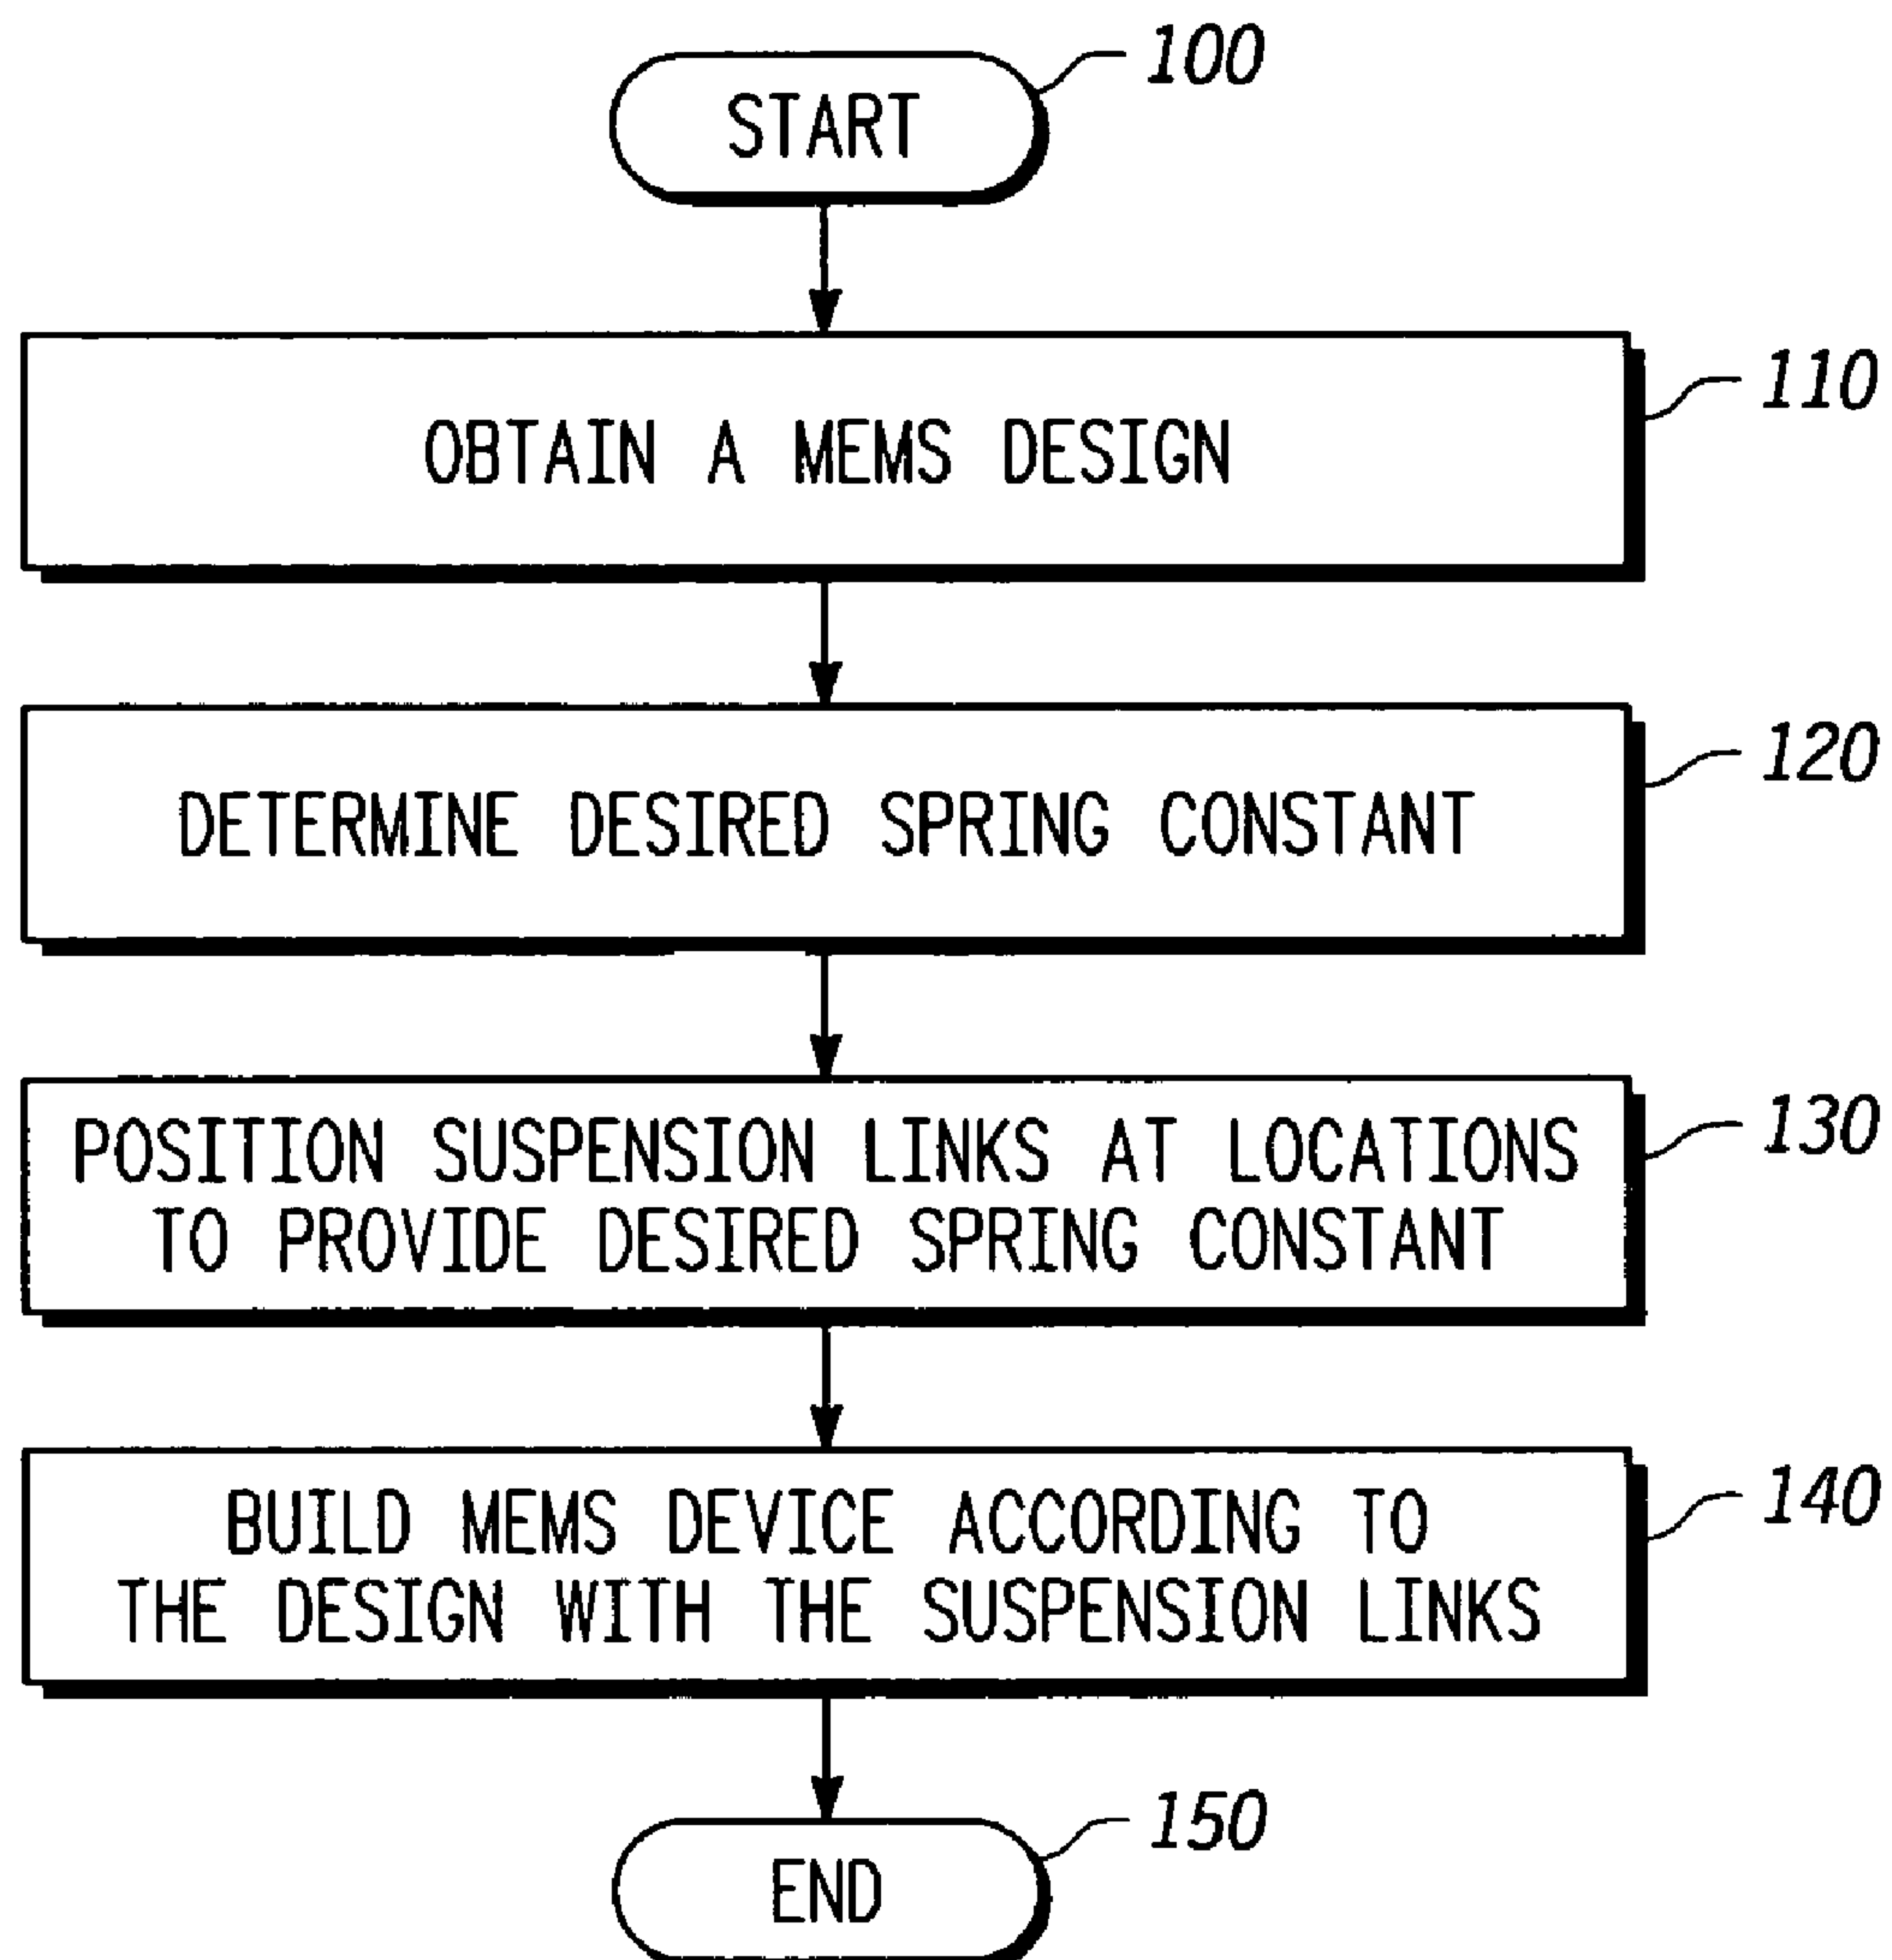 START
100
OBTAIN A MEMS DESIGN
110
DETERMINE DESIRED SPRING CONSTANT
120
POSITION SUSPENSION LINKS AT LOCATIONS
TO PROVIDE DESIRED SPRING CONSTANT
130
BUILD MEMS DEVICE ACCORDING TO
THE DESIGN WITH THE SUSPENSION LINKS
140
END
150